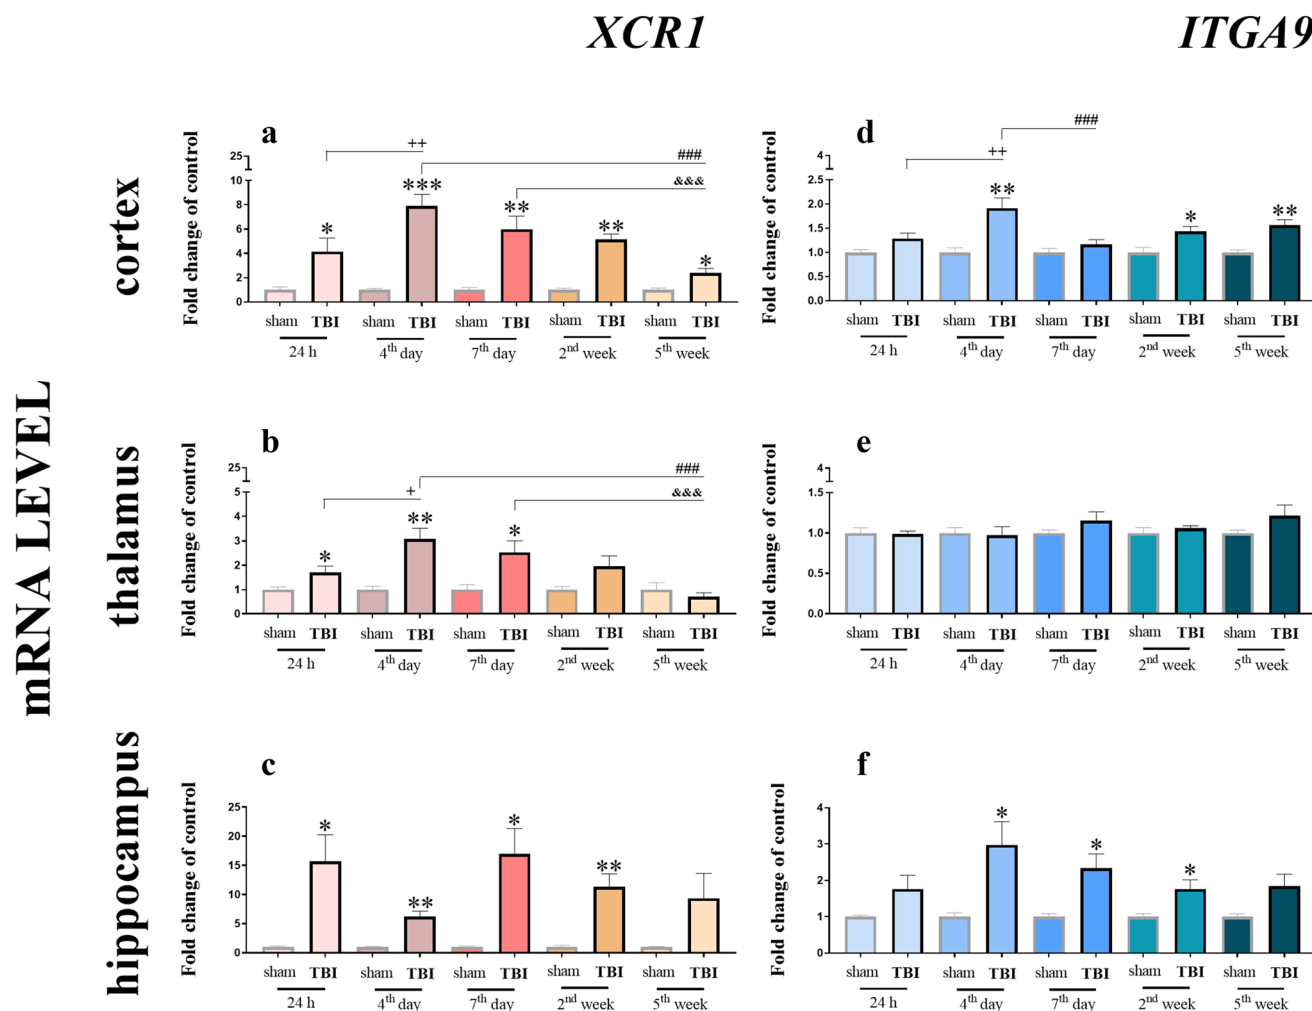 XCR1 ITGA9
mRNA LEVEL
cortex
a
Fold change of control
25
10
8
6
4
2
0
++
###
&&&
* *** ** ** *
sham TBI sham TBI sham TBI sham TBI sham TBI
24 h 4th day 7th day 2nd week 5th week
d
Fold change of control
4
2.5
2.0
1.5
1.0
0.5
0.0
###
++
** * **
sham TBI sham TBI sham TBI sham TBI sham TBI
24 h 4th day 7th day 2nd week 5th week
thalamus
b
Fold change of control
25
5
4
3
2
1
0
###
+
&&&
* ** *
sham TBI sham TBI sham TBI sham TBI sham TBI
24 h 4th day 7th day 2nd week 5th week
e
Fold change of control
4
1.5
1.0
0.5
0.0
sham TBI sham TBI sham TBI sham TBI sham TBI
24 h 4th day 7th day 2nd week 5th week
hippocampus
c
Fold change of control
25
20
15
10
5
0
* ** * **
sham TBI sham TBI sham TBI sham TBI sham TBI
24 h 4th day 7th day 2nd week 5th week
f
Fold change of control
4
3
2
1
0
* * *
sham TBI sham TBI sham TBI sham TBI sham TBI
24 h 4th day 7th day 2nd week 5th week